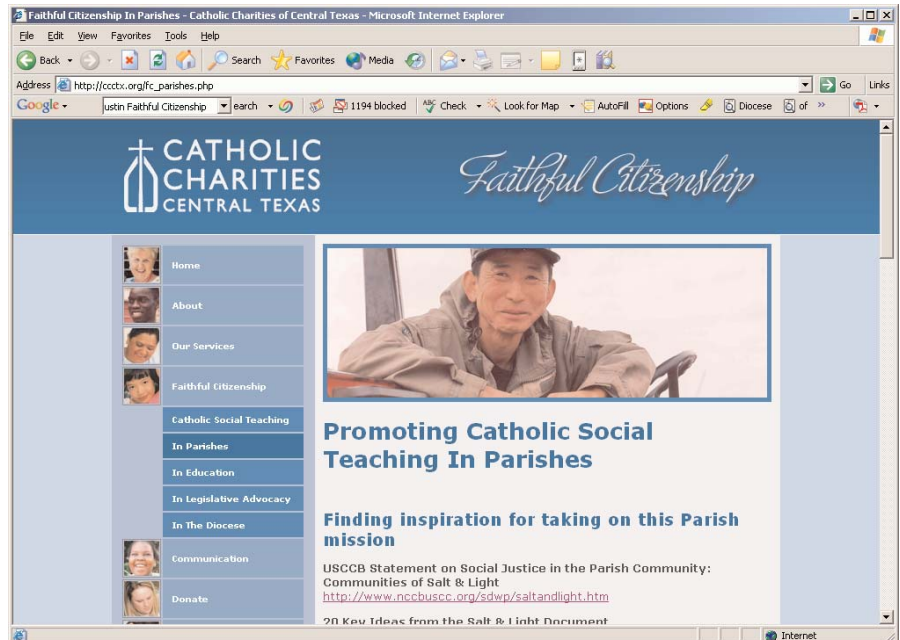 Faithful Citizenship In Parishes - Catholic Charities of Central Texas - Microsoft Internet Explorer
File Edit View Favorites Tools Help
Back Search Favorites Media
Address http://ccctx.org/fc_parishes.php Go Links
Google ustin Faithful Citizenship earch 1194 blocked ABC Check Look for Map AutoFill Options Diocese of »
CATHOLIC
CHARITIES
CENTRAL TEXAS
Faithful Citizenship
Home
About
Our Services
Faithful Citizenship
Catholic Social Teaching
In Parishes
In Education
In Legislative Advocacy
In The Diocese
Communication
Donate
Promoting Catholic Social
Teaching In Parishes
Finding inspiration for taking on this Parish
mission
USCCB Statement on Social Justice in the Parish Community:
Communities of Salt & Light
http://www.nccbuscc.org/sdwp/saltandlight.htm
20 Key Ideas from the Salt & Light Document
Internet